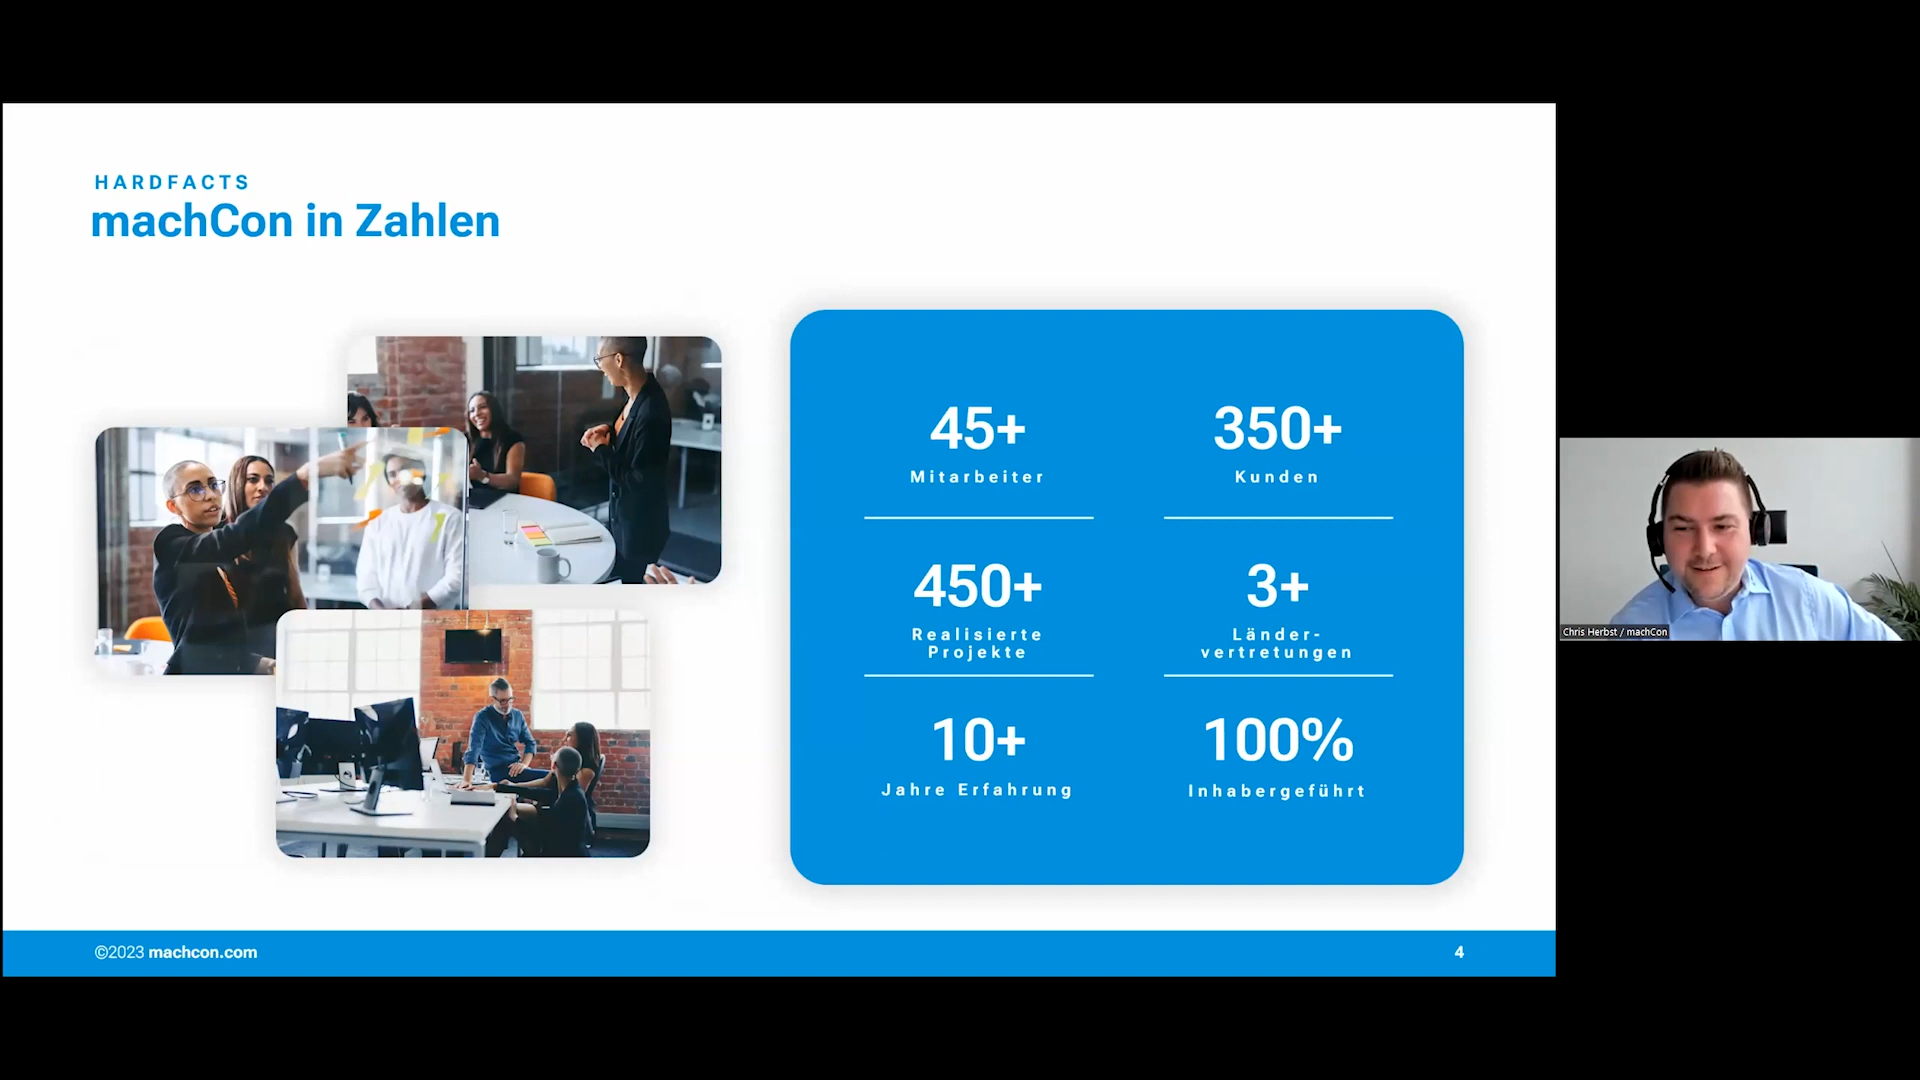 HARDFACTS
machCon in Zahlen
45+
Mitarbeiter
350+
Kunden
450+
Realisierte
Projekte
3+
Länder-
vertretungen
10+
Jahre Erfahrung
100%
Inhabergeführt
Chris Herbst / machCon
©2023 machcon.com
4